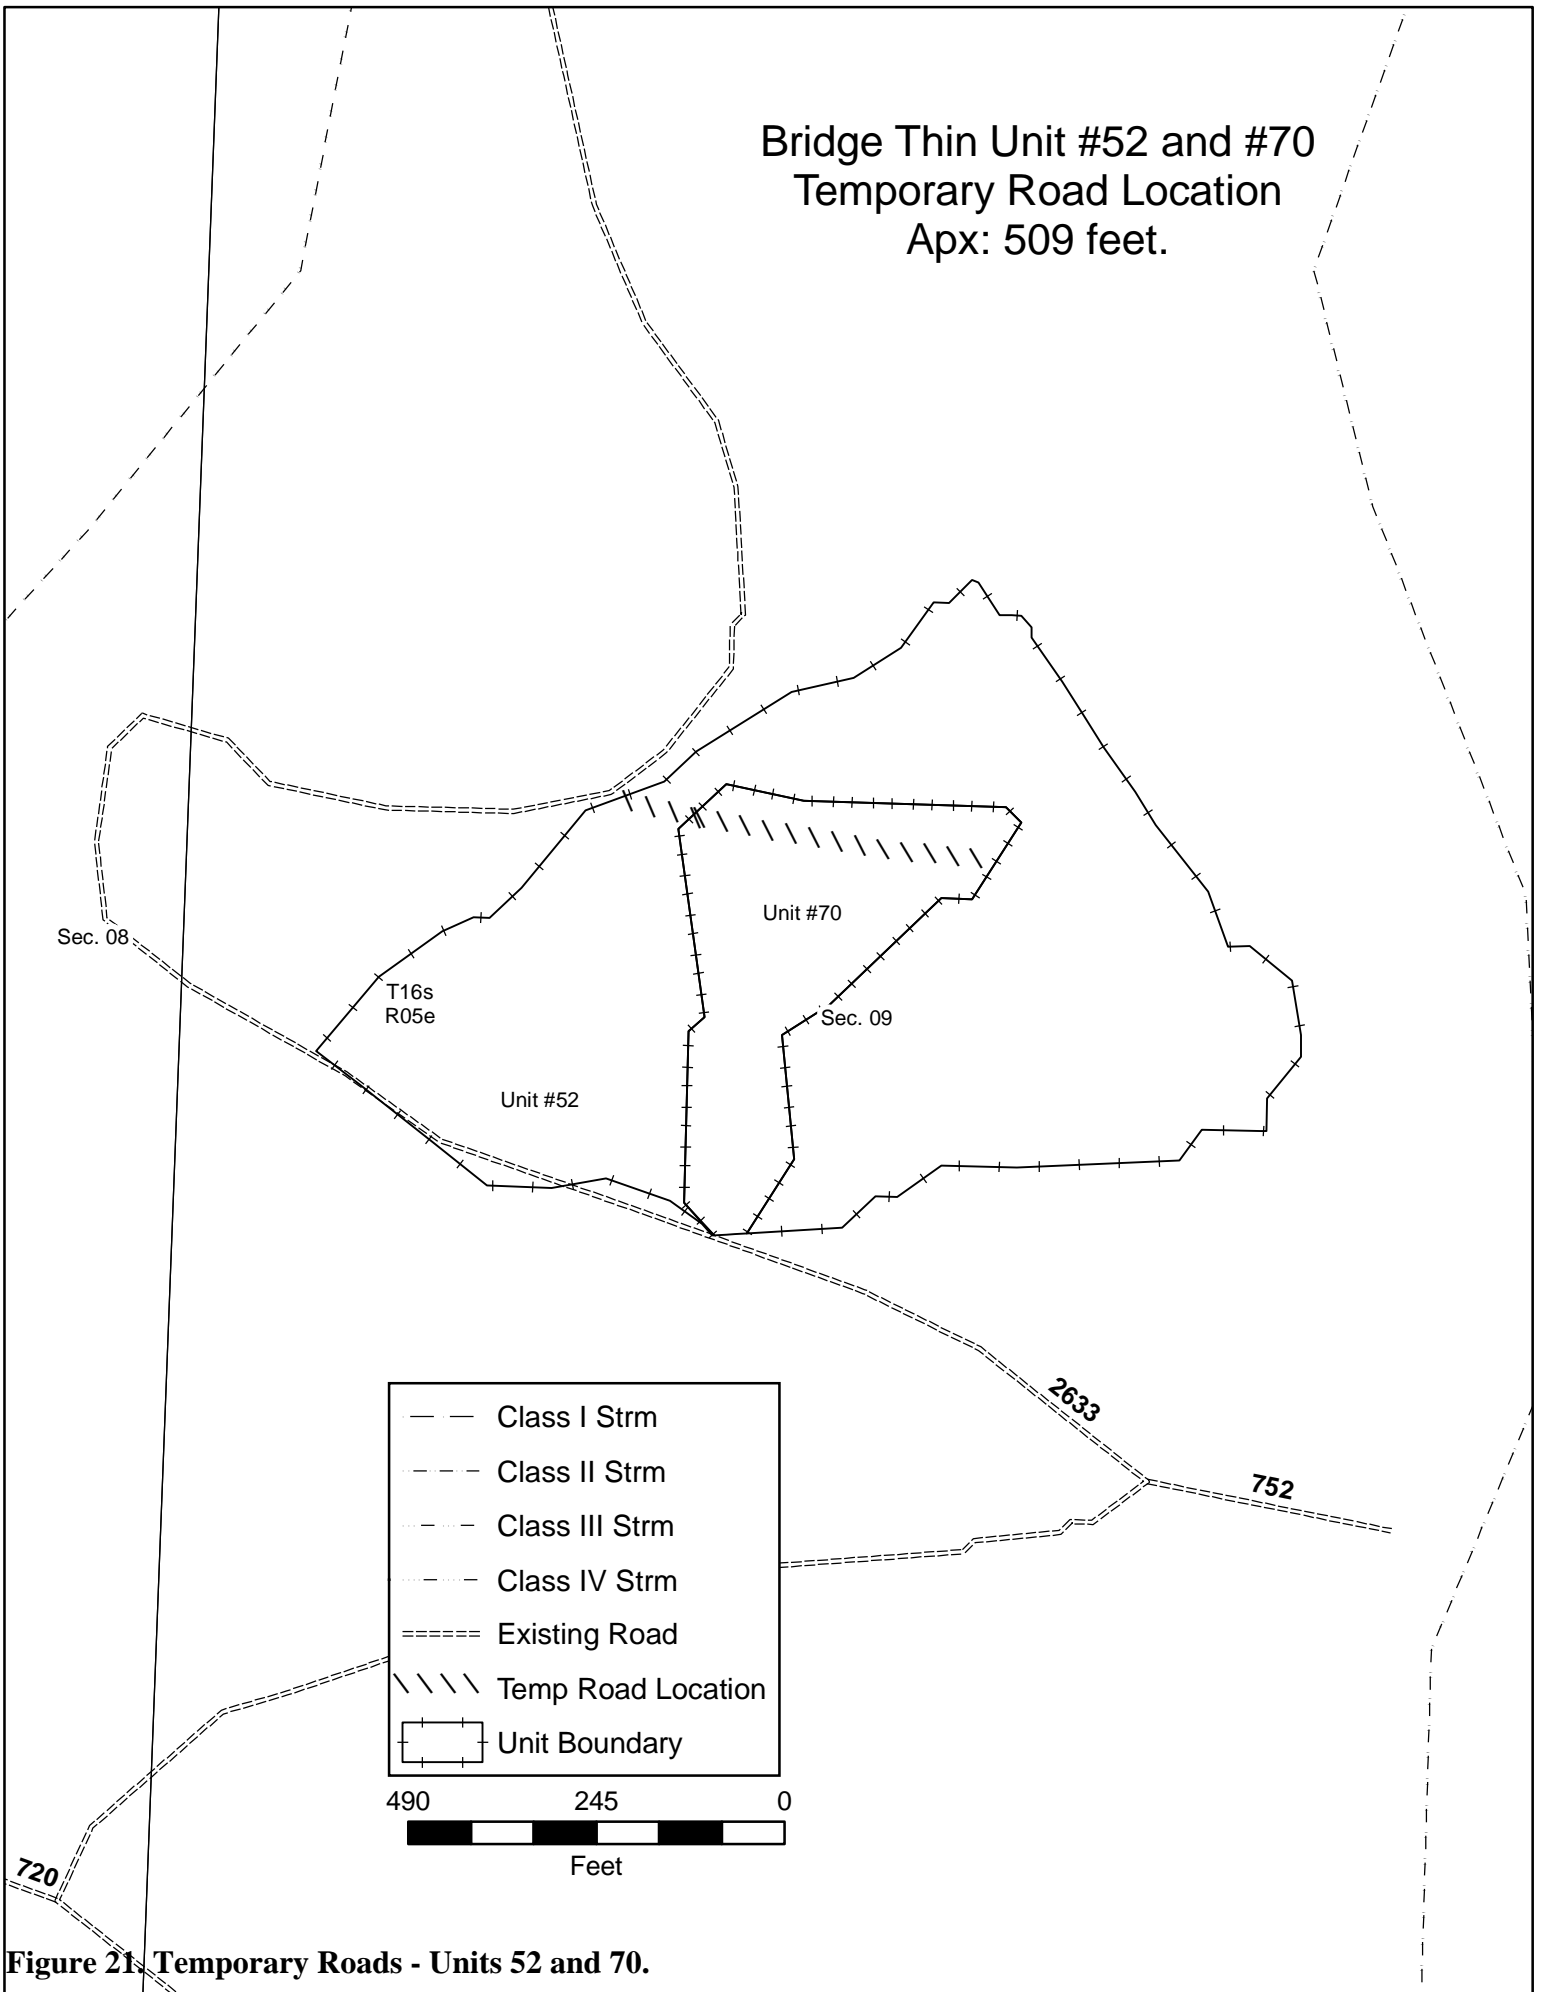 Bridge Thin Unit #52 and #70
Temporary Road Location
Apx: 509 feet.
Unit #70
Sec. 08
T16s
R05e
Sec. 09
Unit #52
2633
752
Class I Strm
Class II Strm
Class III Strm
Class IV Strm
Existing Road
Temp Road Location
Unit Boundary
490 245 0
Feet
720
Figure 21. Temporary Roads - Units 52 and 70.